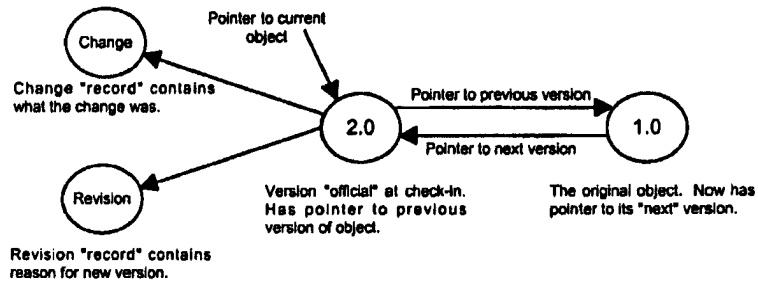 Change
Pointer to current
object
Change "record" contains
what the change was.
Pointer to previous version
2.0
1.0
Pointer to next version
Revision
Version "official" at check-in.
Has pointer to previous
version of object.
The original object. Now has
pointer to its "next" version.
Revision "record" contains
reason for new version.